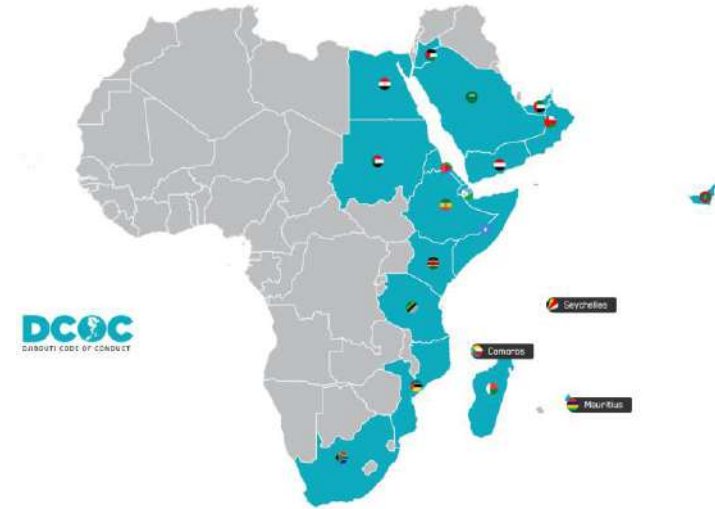 DCOC
DJIBOUTI CODE OF CONDUCT
Seychelles
Comoros
Mauritius